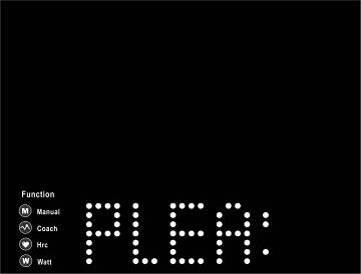 Function
M Manual
Coach
Hrc
W Watt
PLEA: